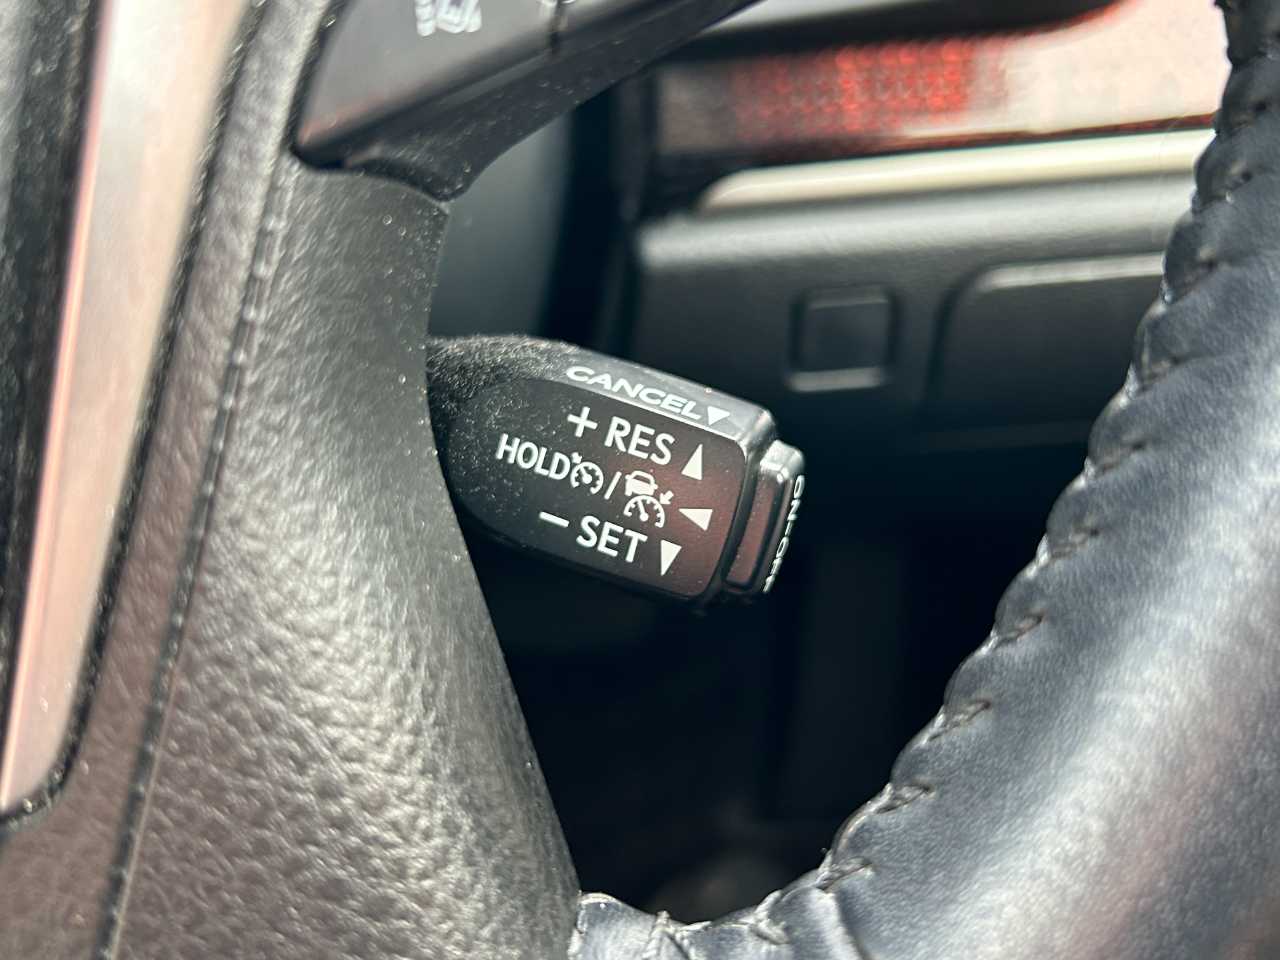 CANCEL▼
+ RES ▲
HOLD / ◀
− SET ▼
ON-OFF